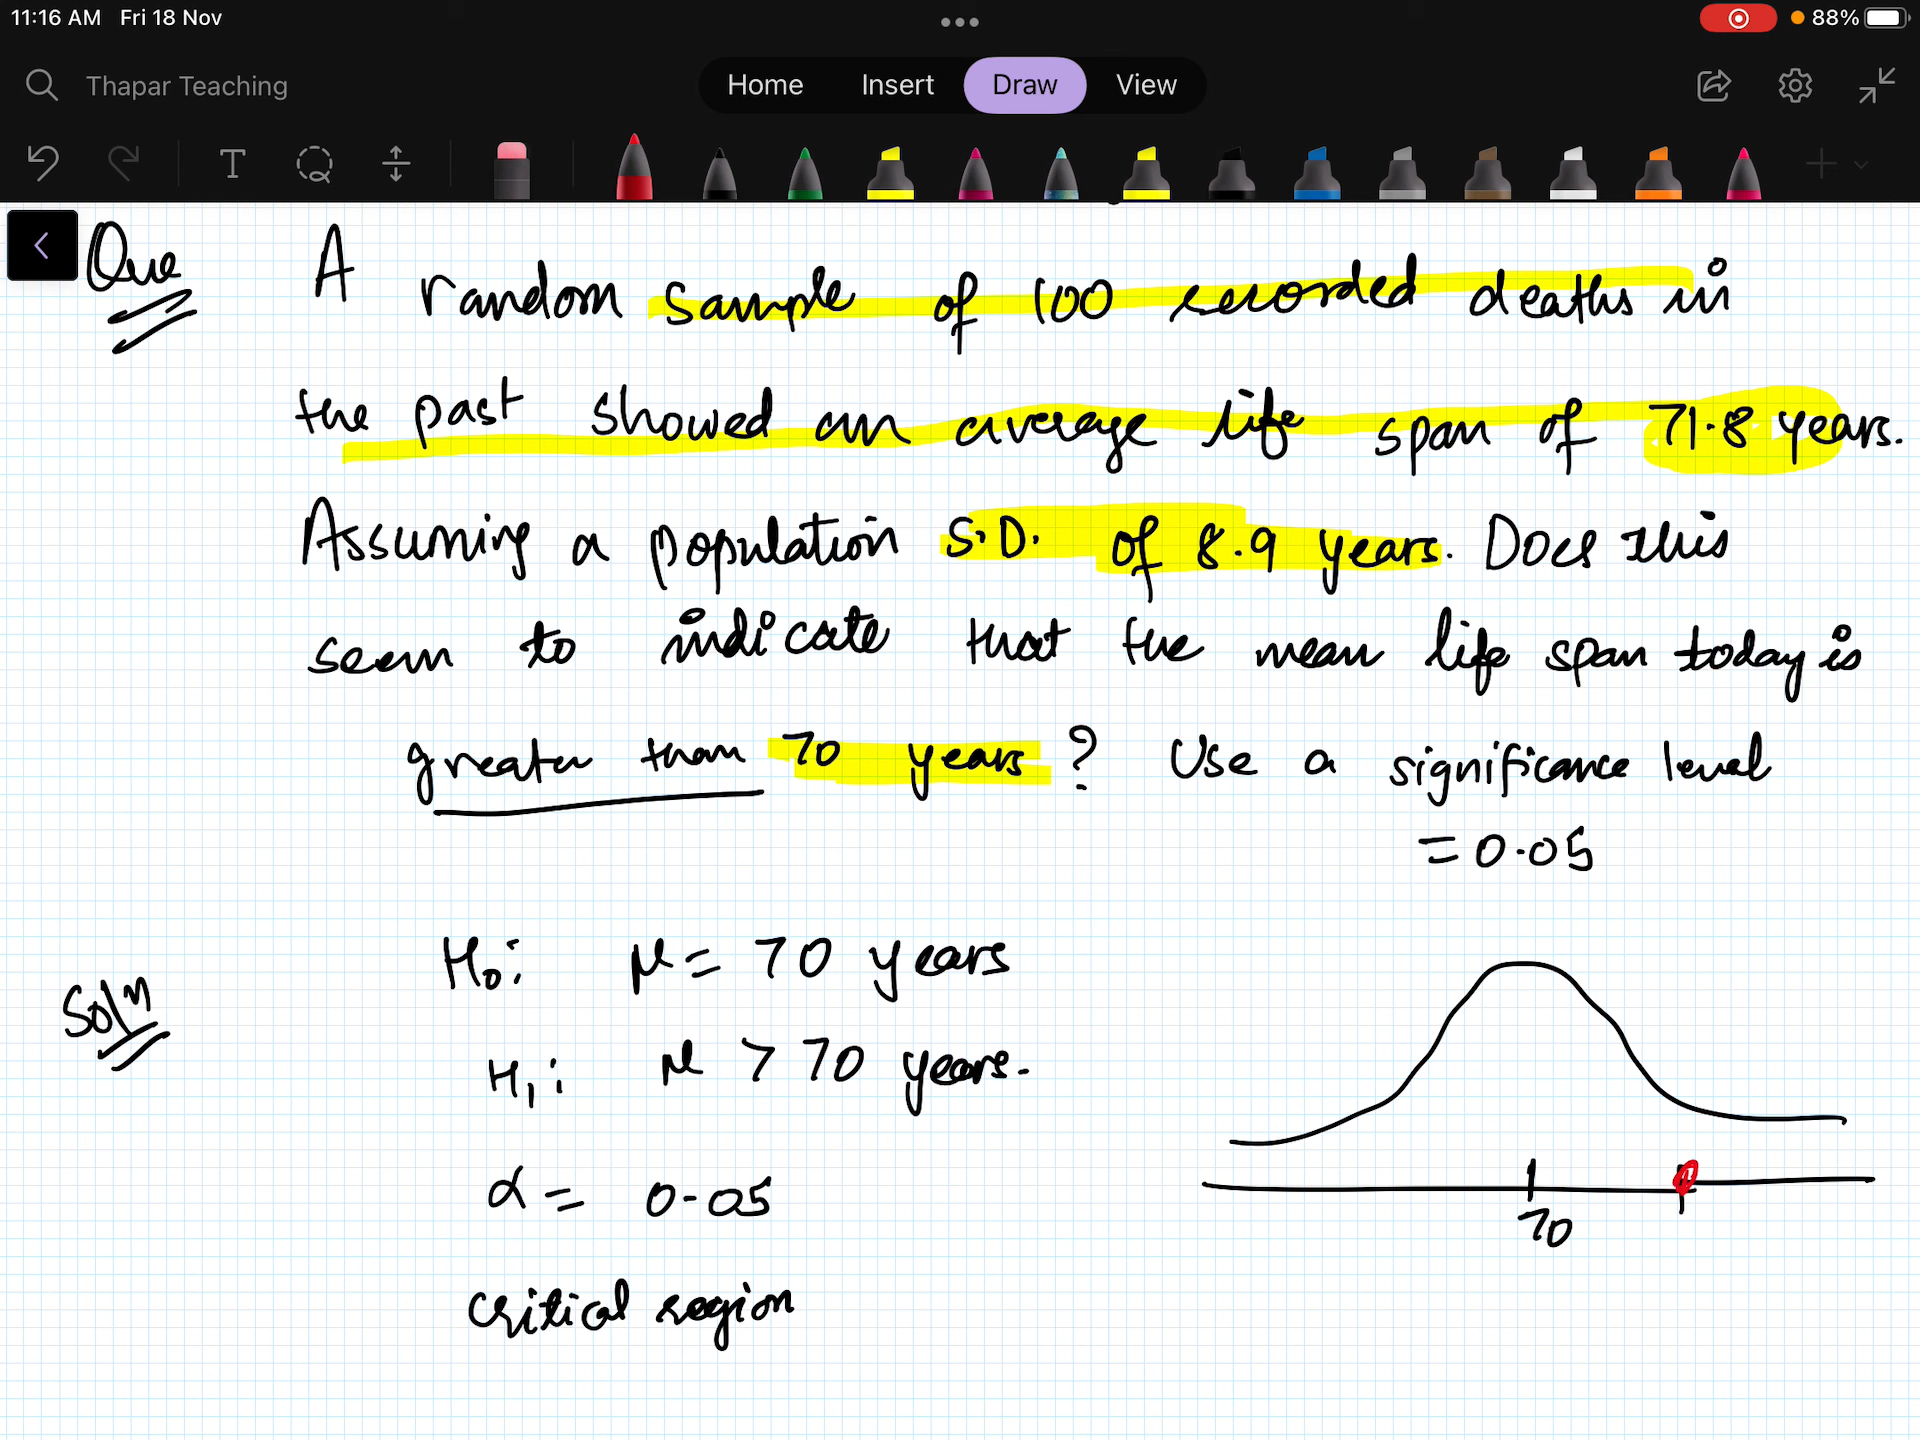 11:16 AM Fri 18 Nov
88%
Thapar Teaching
Home Insert Draw View
T
Que A random sample of 100 recorded deaths in
the past showed an average life span of 71.8 years.
Assuming a population S.D. of 8.9 years. Does this
seem to indicate that the mean life span today is
greater than 70 years? Use a significance level
= 0.05
Soln
H₀: μ = 70 years
H₁: μ > 70 years.
α = 0.05
critical region
70